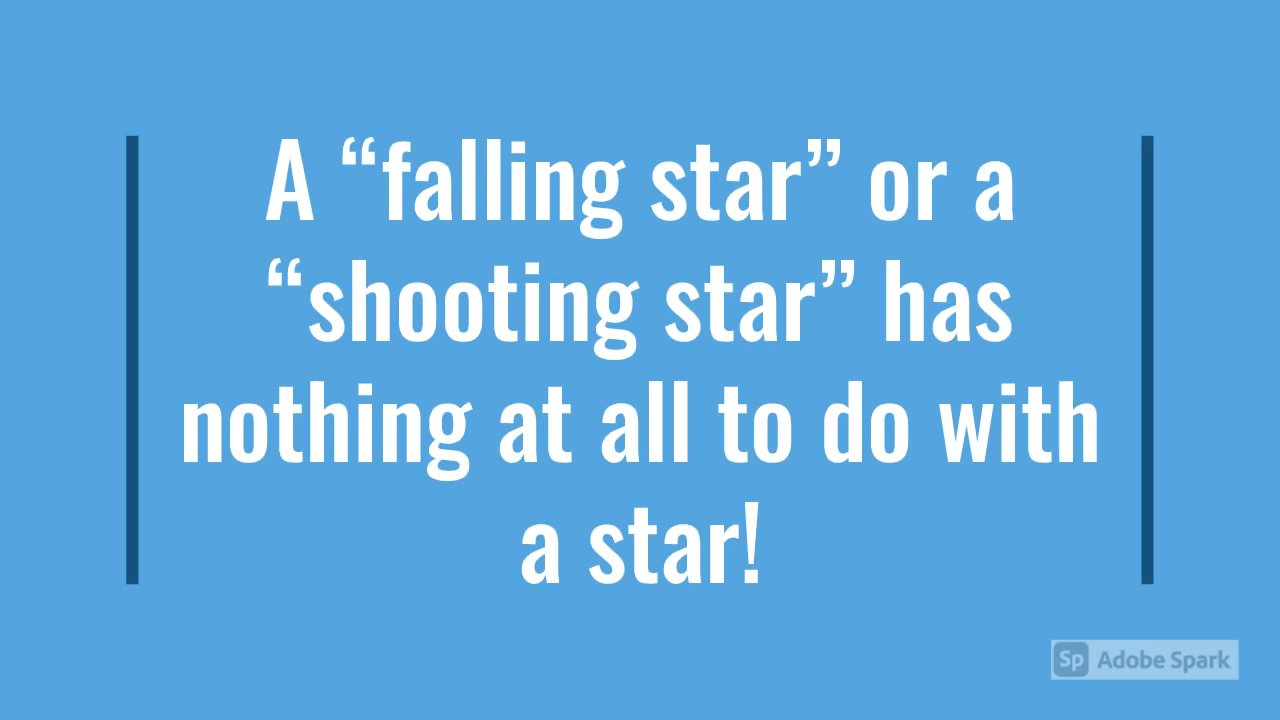 A “falling star” or a
“shooting star” has
nothing at all to do with
a star!
Sp Adobe Spark